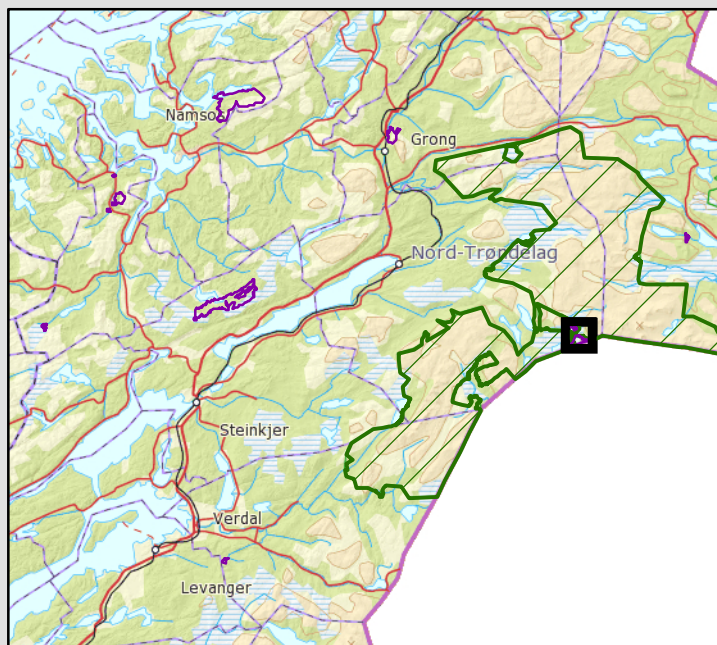 Namsos
Grong
Nord-Trøndelag
Steinkjer
Verdal
Levanger